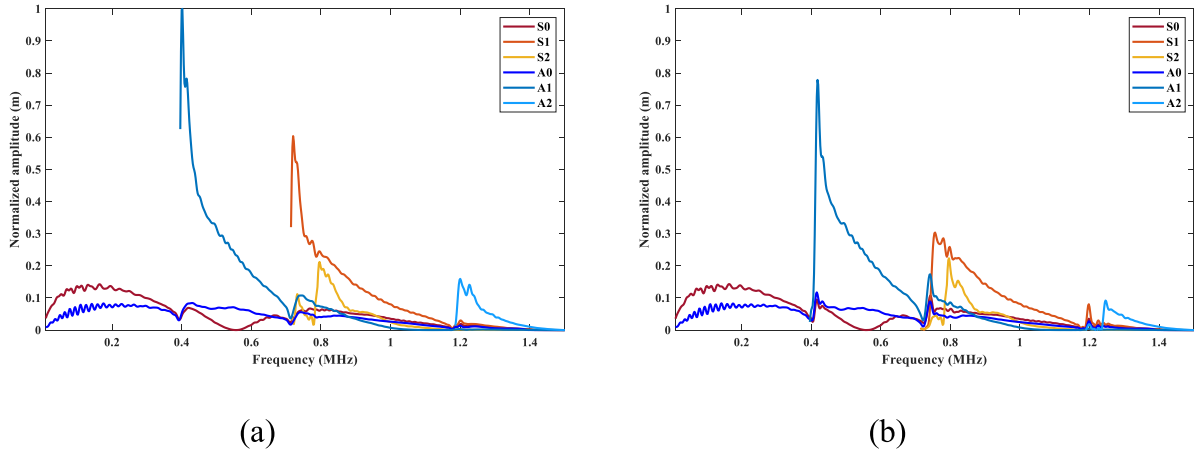 1
0.9
0.8
0.7
0.6
0.5
0.4
0.3
0.2
0.1
0
0.2 0.4 0.6 0.8 1 1.2 1.4
Normalized amplitude (m)
Frequency (MHz)
S0
S1
S2
A0
A1
A2
(a)
1
0.9
0.8
0.7
0.6
0.5
0.4
0.3
0.2
0.1
0
0.2 0.4 0.6 0.8 1 1.2 1.4
Normalized amplitude (m)
Frequency (MHz)
S0
S1
S2
A0
A1
A2
(b)